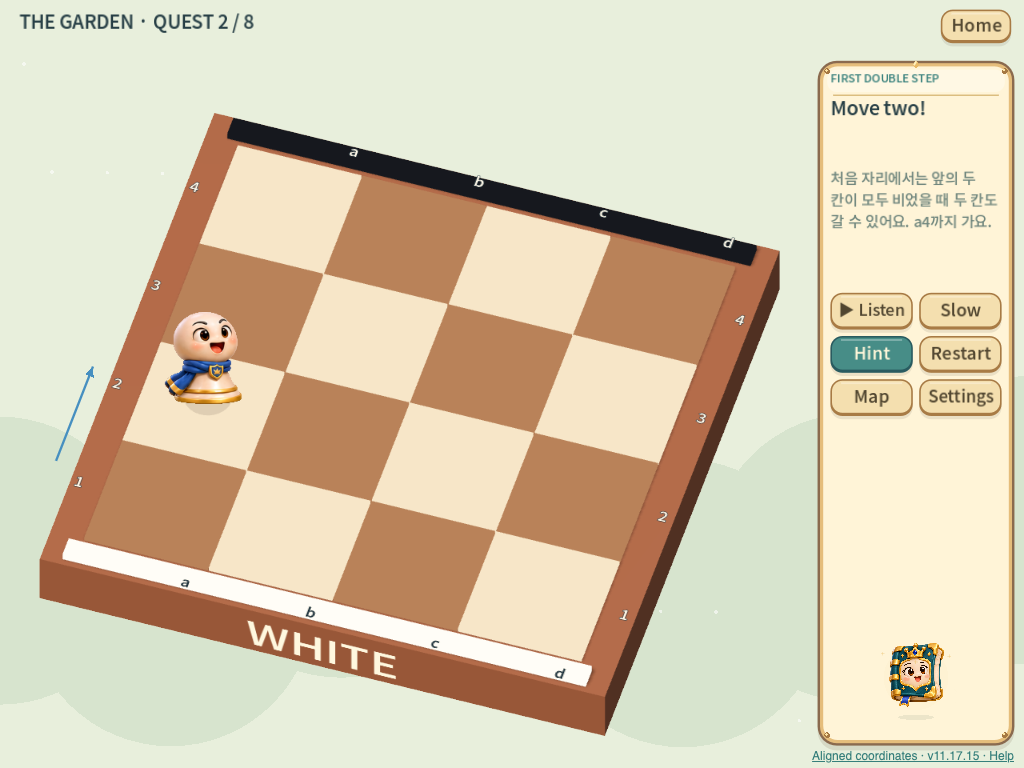 THE GARDEN · QUEST 2 / 8
Home
FIRST DOUBLE STEP
Move two!
처음 자리에서는 앞의 두
칸이 모두 비었을 때 두 칸도
갈 수 있어요. a4까지 가요.
▶ Listen
Slow
Hint
Restart
Map
Settings
a
b
c
d
4
3
2
1
4
3
2
1
a
b
c
d
WHITE
Aligned coordinates · v11.17.15 · Help